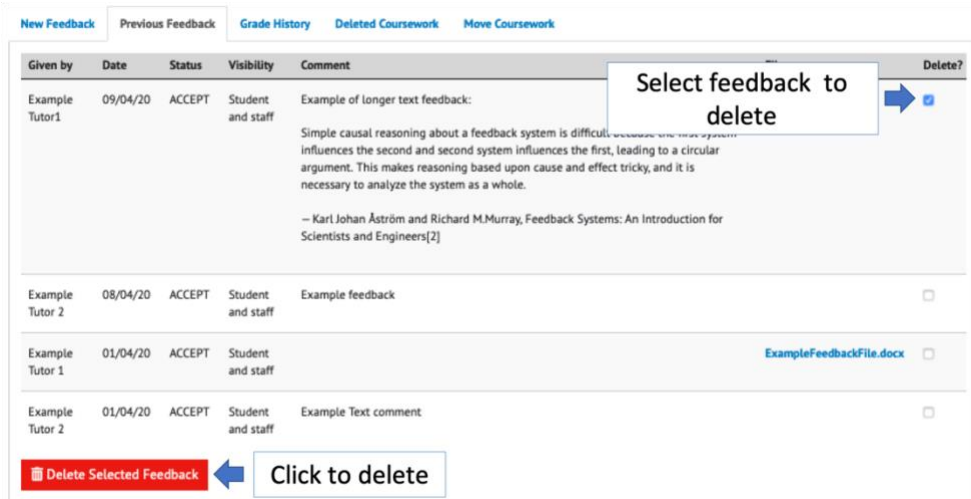 New Feedback Previous Feedback Grade History Deleted Coursework Move Coursework
Given by Date Status Visibility Comment Delete?
Select feedback to
delete
Example
Tutor1
09/04/20 ACCEPT Student
and staff
Example of longer text feedback:
Simple causal reasoning about a feedback system is difficult because the first system
influences the second and second system influences the first, leading to a circular
argument. This makes reasoning based upon cause and effect tricky, and it is
necessary to analyze the system as a whole.
— Karl Johan Åström and Richard M.Murray, Feedback Systems: An Introduction for
Scientists and Engineers[2]
Example
Tutor 2
08/04/20 ACCEPT Student
and staff
Example feedback
Example
Tutor 1
01/04/20 ACCEPT Student
and staff
ExampleFeedbackFile.docx
Example
Tutor 2
01/04/20 ACCEPT Student
and staff
Example Text comment
Delete Selected Feedback
Click to delete